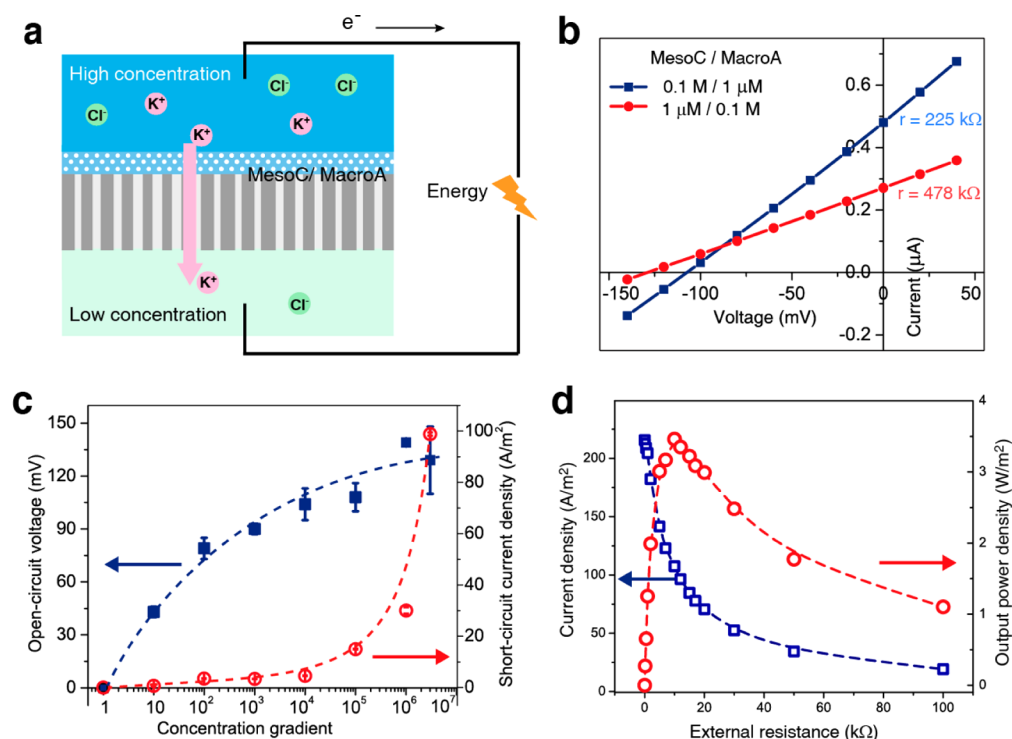 a
e-
High concentration
Cl-
Cl-
Cl-
K+
K+
K+
MesoC/ MacroA
Energy
K+
Cl-
Low concentration
b
MesoC / MacroA
0.1 M / 1 μM
1 μM / 0.1 M
r = 225 kΩ
r = 478 kΩ
0.6
0.4
0.2
0.0
-0.2
-150 -100 -50 0 50
Voltage (mV)
Current (μA)
c
Open-circuit voltage (mV)
150
120
90
60
30
0
Short-circuit current density (A/m²)
100
80
60
40
20
0
1 10 10² 10³ 10⁴ 10⁵ 10⁶ 10⁷
Concentration gradient
d
Current density (A/m²)
200
150
100
50
0
Output power density (W/m²)
4
3
2
1
0
0 20 40 60 80 100
External resistance (kΩ)